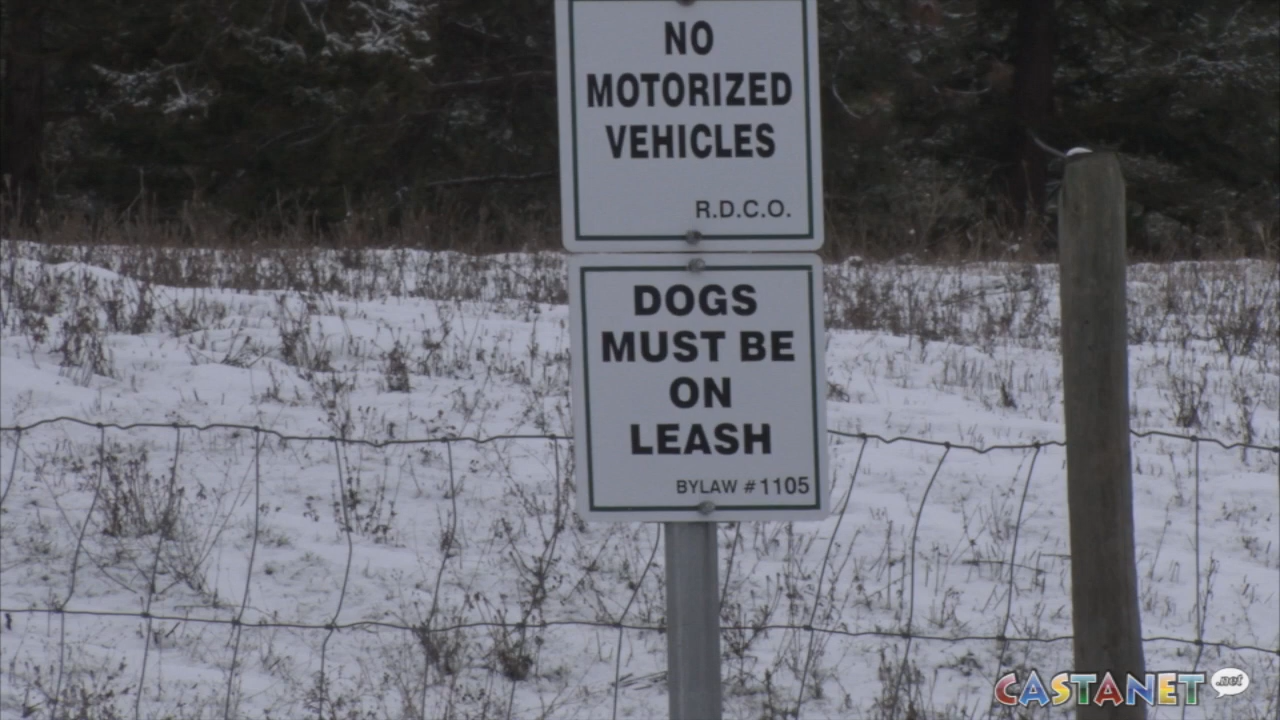 NO
MOTORIZED
VEHICLES
R.D.C.O.
DOGS
MUST BE
ON
LEASH
BYLAW #1105
CASTANET .net